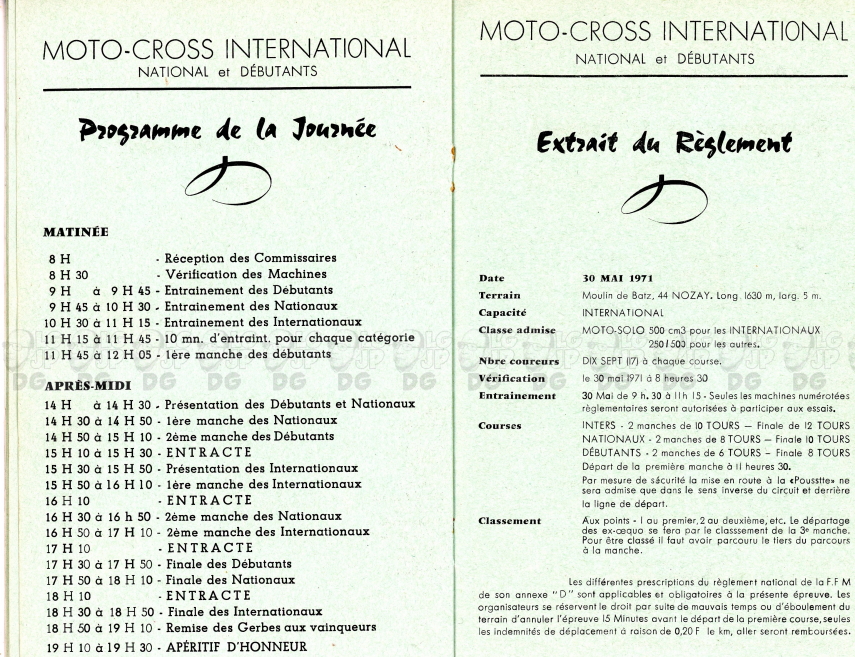 MOTO-CROSS INTERNATIONAL
NATIONAL et DÉBUTANTS
Programme de la Journée
MATINÉE
8 H - Réception des Commissaires
8 H 30 - Vérification des Machines
9 H à 9 H 45 - Entrainement des Débutants
9 H 45 à 10 H 30 - Entrainement des Nationaux
10 H 30 à 11 H 15 - Entrainement des Internationaux
11 H 15 à 11 H 45 - 10 mn. d'entraint. pour chaque catégorie
11 H 45 à 12 H 05 - 1ère manche des débutants
APRÈS-MIDI
14 H à 14 H 30 - Présentation des Débutants et Nationaux
14 H 30 à 14 H 50 - 1ère manche des Nationaux
14 H 50 à 15 H 10 - 2ème manche des Débutants
15 H 10 à 15 H 30 - ENTRACTE
15 H 30 à 15 H 50 - Présentation des Internationaux
15 H 50 à 16 H 10 - 1ère manche des Internationaux
16 H 10 - ENTRACTE
16 H 30 à 16 h 50 - 2ème manche des Nationaux
16 H 50 à 17 H 10 - 2ème manche des Internationaux
17 H 10 - ENTRACTE
17 H 30 à 17 H 50 - Finale des Débutants
17 H 50 à 18 H 10 - Finale des Nationaux
18 H 10 - ENTRACTE
18 H 30 à 18 H 50 - Finale des Internationaux
18 H 50 à 19 H 10 - Remise des Gerbes aux vainqueurs
19 H 10 à 19 H 30 - APÉRITIF D'HONNEUR
MOTO-CROSS INTERNATIONAL
NATIONAL et DÉBUTANTS
Extrait du Règlement
Date 30 MAI 1971
Terrain Moulin de Batz, 44 NOZAY. Long. 1630 m, larg. 5 m.
Capacité INTERNATIONAL
Classe admise MOTO-SOLO 500 cm3 pour les INTERNATIONAUX
250/500 pour les autres.
Nbre coureurs DIX SEPT (17) à chaque course.
Vérification le 30 mai 1971 à 8 heures 30
Entrainement 30 Mai de 9 h. 30 à 11 h 15 - Seules les machines numérotées
règlementaires seront autorisées à participer aux essais.
Courses INTERS - 2 manches de 10 TOURS — Finale de 12 TOURS
NATIONAUX - 2 manches de 8 TOURS — Finale 10 TOURS
DÉBUTANTS - 2 manches de 6 TOURS - Finale 8 TOURS
Départ de la première manche à 11 heures 30.
Par mesure de sécurité la mise en route à la «Pousstte» ne
sera admise que dans le sens inverse du circuit et derrière
la ligne de départ.
Classement Aux points - 1 au premier, 2 au deuxième, etc. Le départage
des ex-œquo se fera par le classsement de la 3e manche.
Pour être classé il faut avoir parcouru le tiers du parcours
à la manche.
Les différentes prescriptions du règlement national de la F.F M
de son annexe "D" sont applicables et obligatoires à la présente épreuve. Les
organisateurs se réservent le droit par suite de mauvais temps ou d'éboulement du
terrain d'annuler l'épreuve 15 Minutes avant le départ de la première course, seules
les indemnités de déplacement à raison de 0,20 F le km, aller seront remboursées.